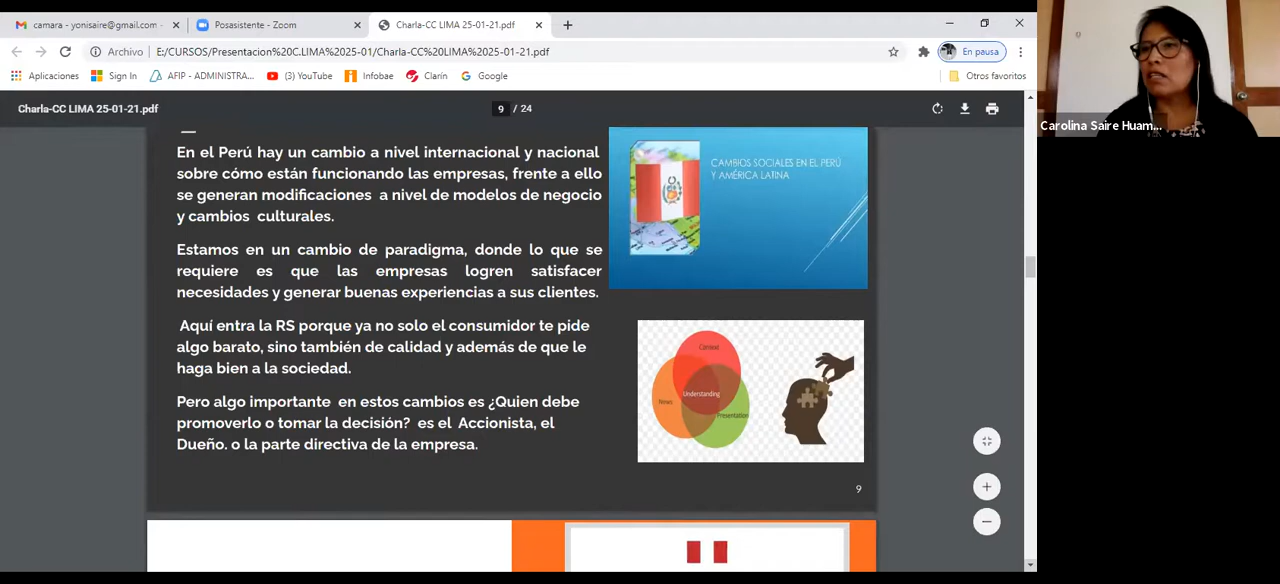 camara - yonisaire@gmail.com -
Posasistente - Zoom
Charla-CC LIMA 25-01-21.pdf
Archivo
E:/CURSOS/Presentacion%20C.LIMA%2025-01/Charla-CC%20LIMA%2025-01-21.pdf
En pausa
Aplicaciones
Sign In
AFIP - ADMINISTRA...
(3) YouTube
Infobae
Clarín
Google
Otros favoritos
Charla-CC LIMA 25-01-21.pdf
9 / 24
En el Perú hay un cambio a nivel internacional y nacional
sobre cómo están funcionando las empresas, frente a ello
se generan modificaciones a nivel de modelos de negocio
y cambios culturales.
Estamos en un cambio de paradigma, donde lo que se
requiere es que las empresas logren satisfacer
necesidades y generar buenas experiencias a sus clientes.
Aquí entra la RS porque ya no solo el consumidor te pide
algo barato, sino también de calidad y además de que le
haga bien a la sociedad.
Pero algo importante en estos cambios es ¿Quien debe
promoverlo o tomar la decisión? es el Accionista, el
Dueño. o la parte directiva de la empresa.
CAMBIOS SOCIALES EN EL PERÚ
Y AMÉRICA LATINA
News
Understanding
Presentation
9
Carolina Saire Huam...